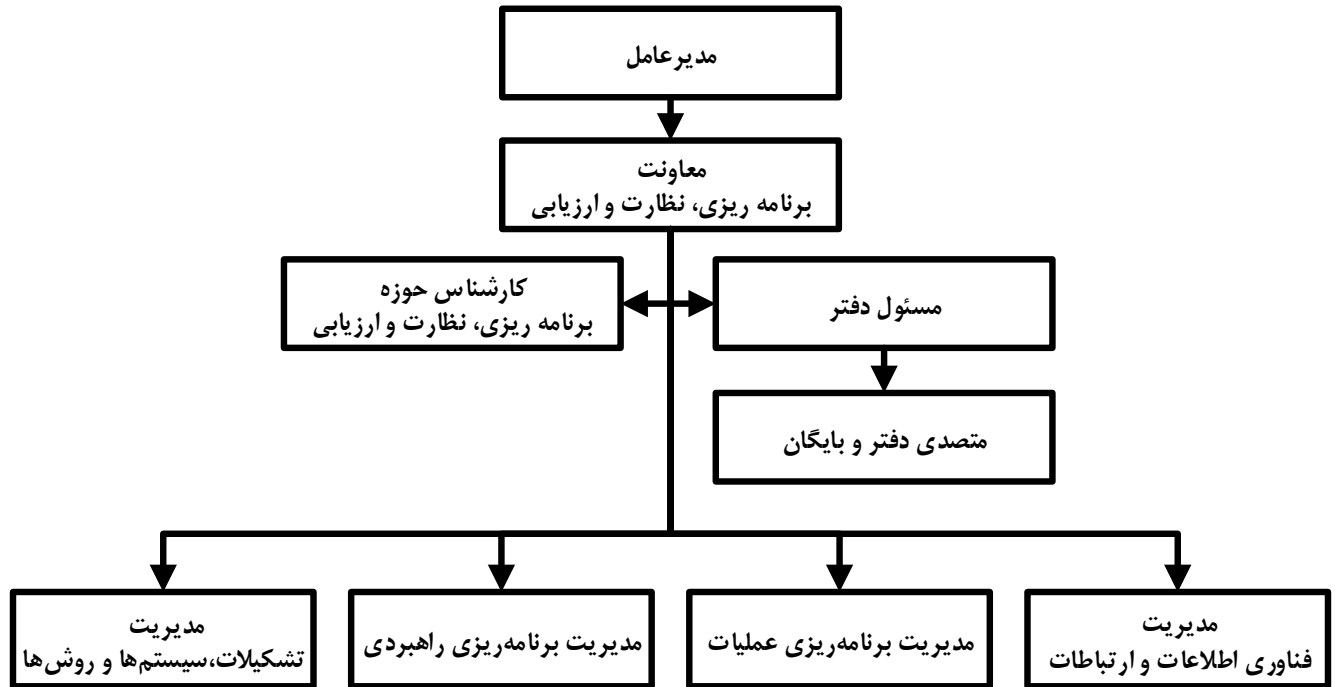 مدیرعامل
معاونت
برنامه ریزی، نظارت و ارزیابی
مسئول دفتر
کارشناس حوزه
برنامه ریزی، نظارت و ارزیابی
متصدی دفتر و بایگان
مدیریت
فناوری اطلاعات و ارتباطات
مدیریت برنامه‌ریزی عملیات
مدیریت برنامه‌ریزی راهبردی
مدیریت
تشکیلات،سیستم‌ها و روش‌ها